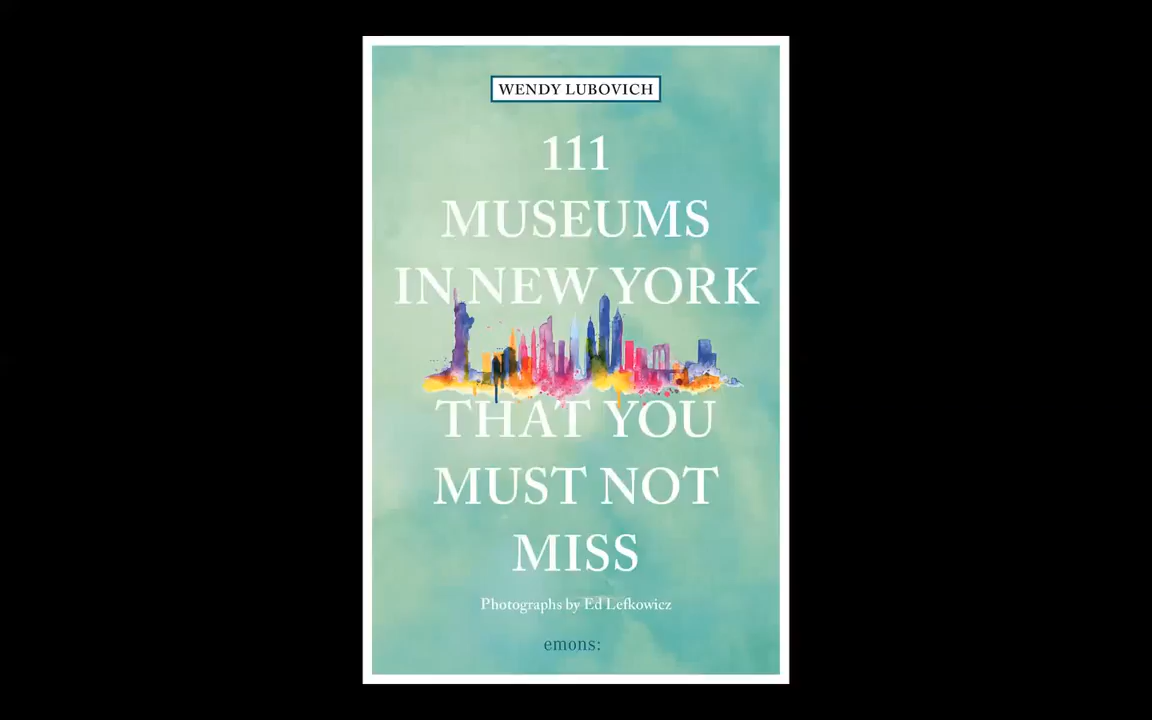 WENDY LUBOVICH
111
MUSEUMS
IN NEW YORK
THAT YOU
MUST NOT
MISS
Photographs by Ed Lefkowicz
emons: